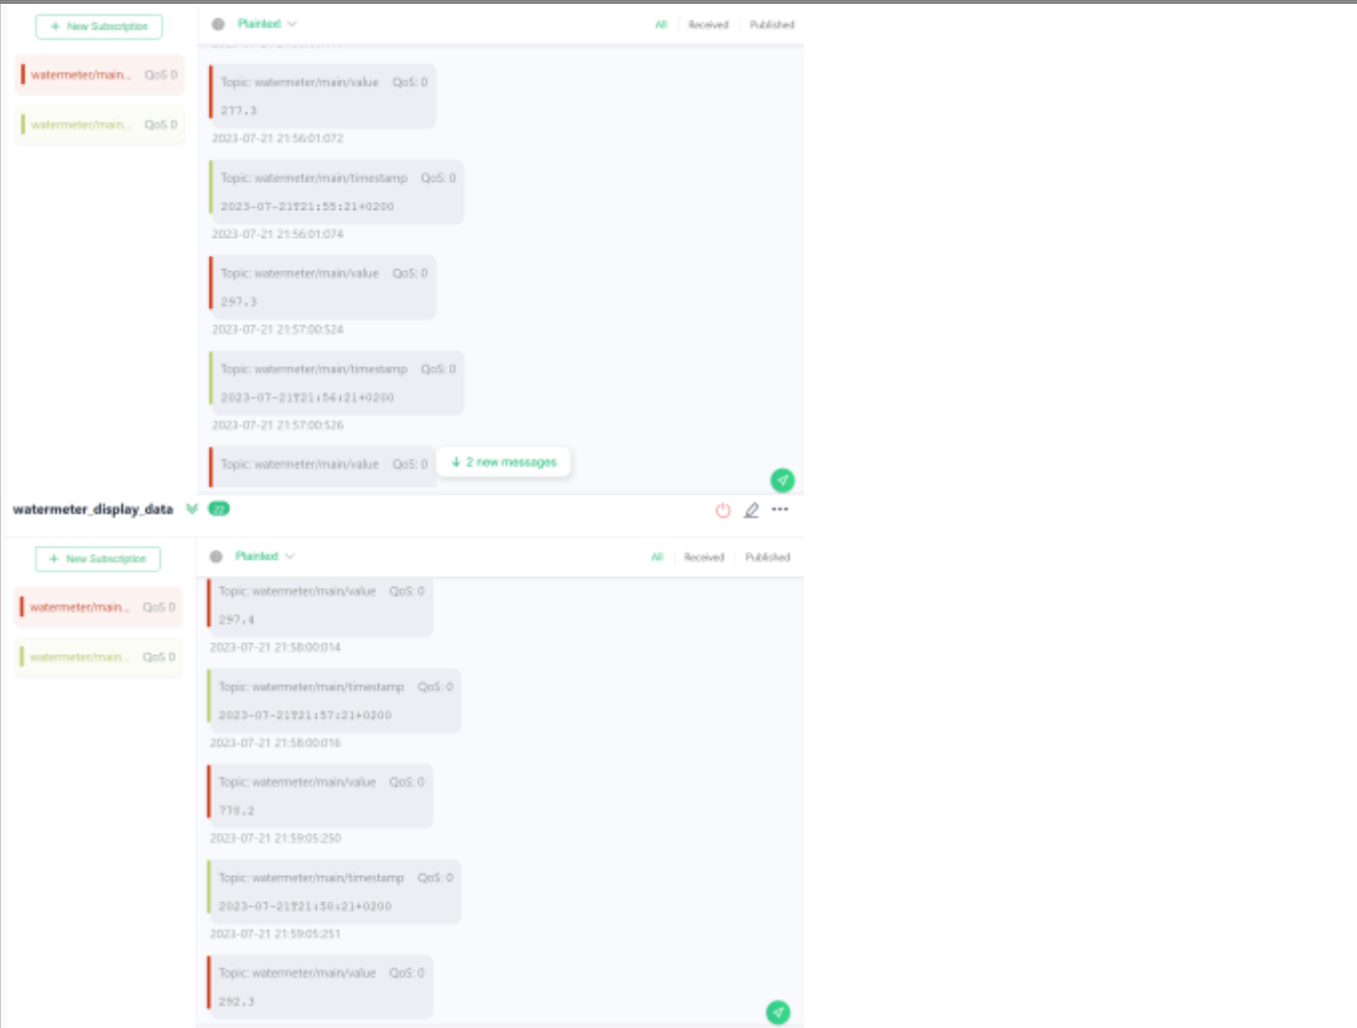 + New Subscription
Plaintext
All Received Published
watermeter/main... QoS 0
watermeter/main... QoS 0
Topic: watermeter/main/value QoS: 0
277.3
2023-07-21 21:56:01:072
Topic: watermeter/main/timestamp QoS: 0
2023-07-21T21:55:21+0200
2023-07-21 21:56:01:074
Topic: watermeter/main/value QoS: 0
297.3
2023-07-21 21:57:00:524
Topic: watermeter/main/timestamp QoS: 0
2023-07-21T21:56:21+0200
2023-07-21 21:57:00:526
Topic: watermeter/main/value QoS: 0
↓ 2 new messages
watermeter_display_data
22
+ New Subscription
Plaintext
All Received Published
watermeter/main... QoS 0
watermeter/main... QoS 0
Topic: watermeter/main/value QoS: 0
297.4
2023-07-21 21:58:00:014
Topic: watermeter/main/timestamp QoS: 0
2023-07-21T21:57:21+0200
2023-07-21 21:58:00:016
Topic: watermeter/main/value QoS: 0
778.2
2023-07-21 21:59:05:250
Topic: watermeter/main/timestamp QoS: 0
2023-07-21T21:58:21+0200
2023-07-21 21:59:05:251
Topic: watermeter/main/value QoS: 0
292.3